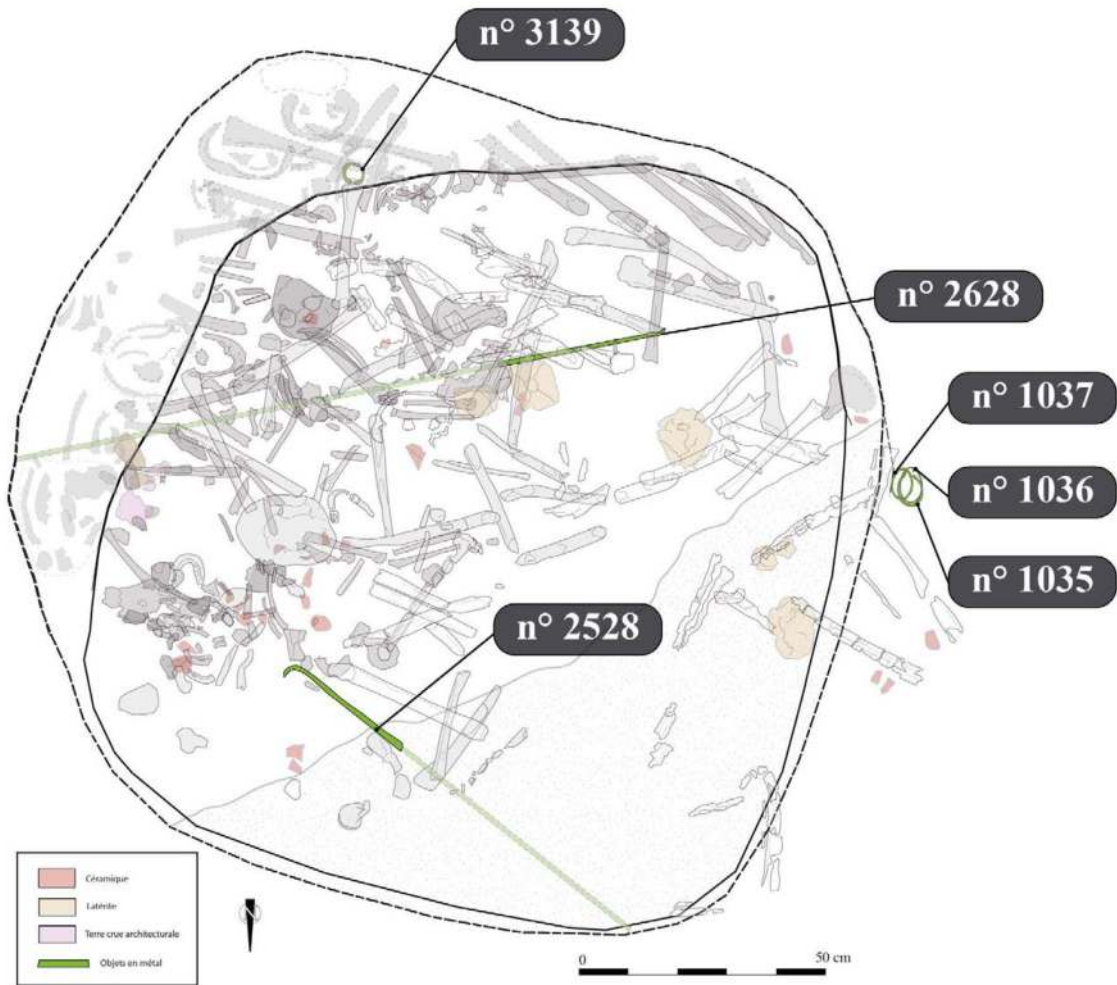 n° 3139
n° 2628
n° 1037
n° 1036
n° 1035
n° 2528
Céramique
Latérite
Terre crue architecturale
Objets en métal
N
0 50 cm